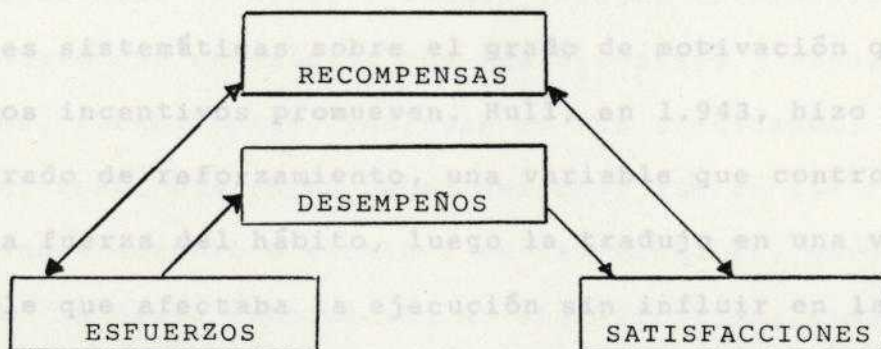 es sistemáticas sobre el grado de motivación q
RECOMPENSAS
os incentivos promueven. Hull, en 1.943, hizo
rado de reforzamiento, una variable que contro
DESEMPEÑOS
a fuerza del hábito, luego la tradujo en una v
le que afectaba la ejecución sin influir en la
ESFUERZOS
SATISFACCIONES